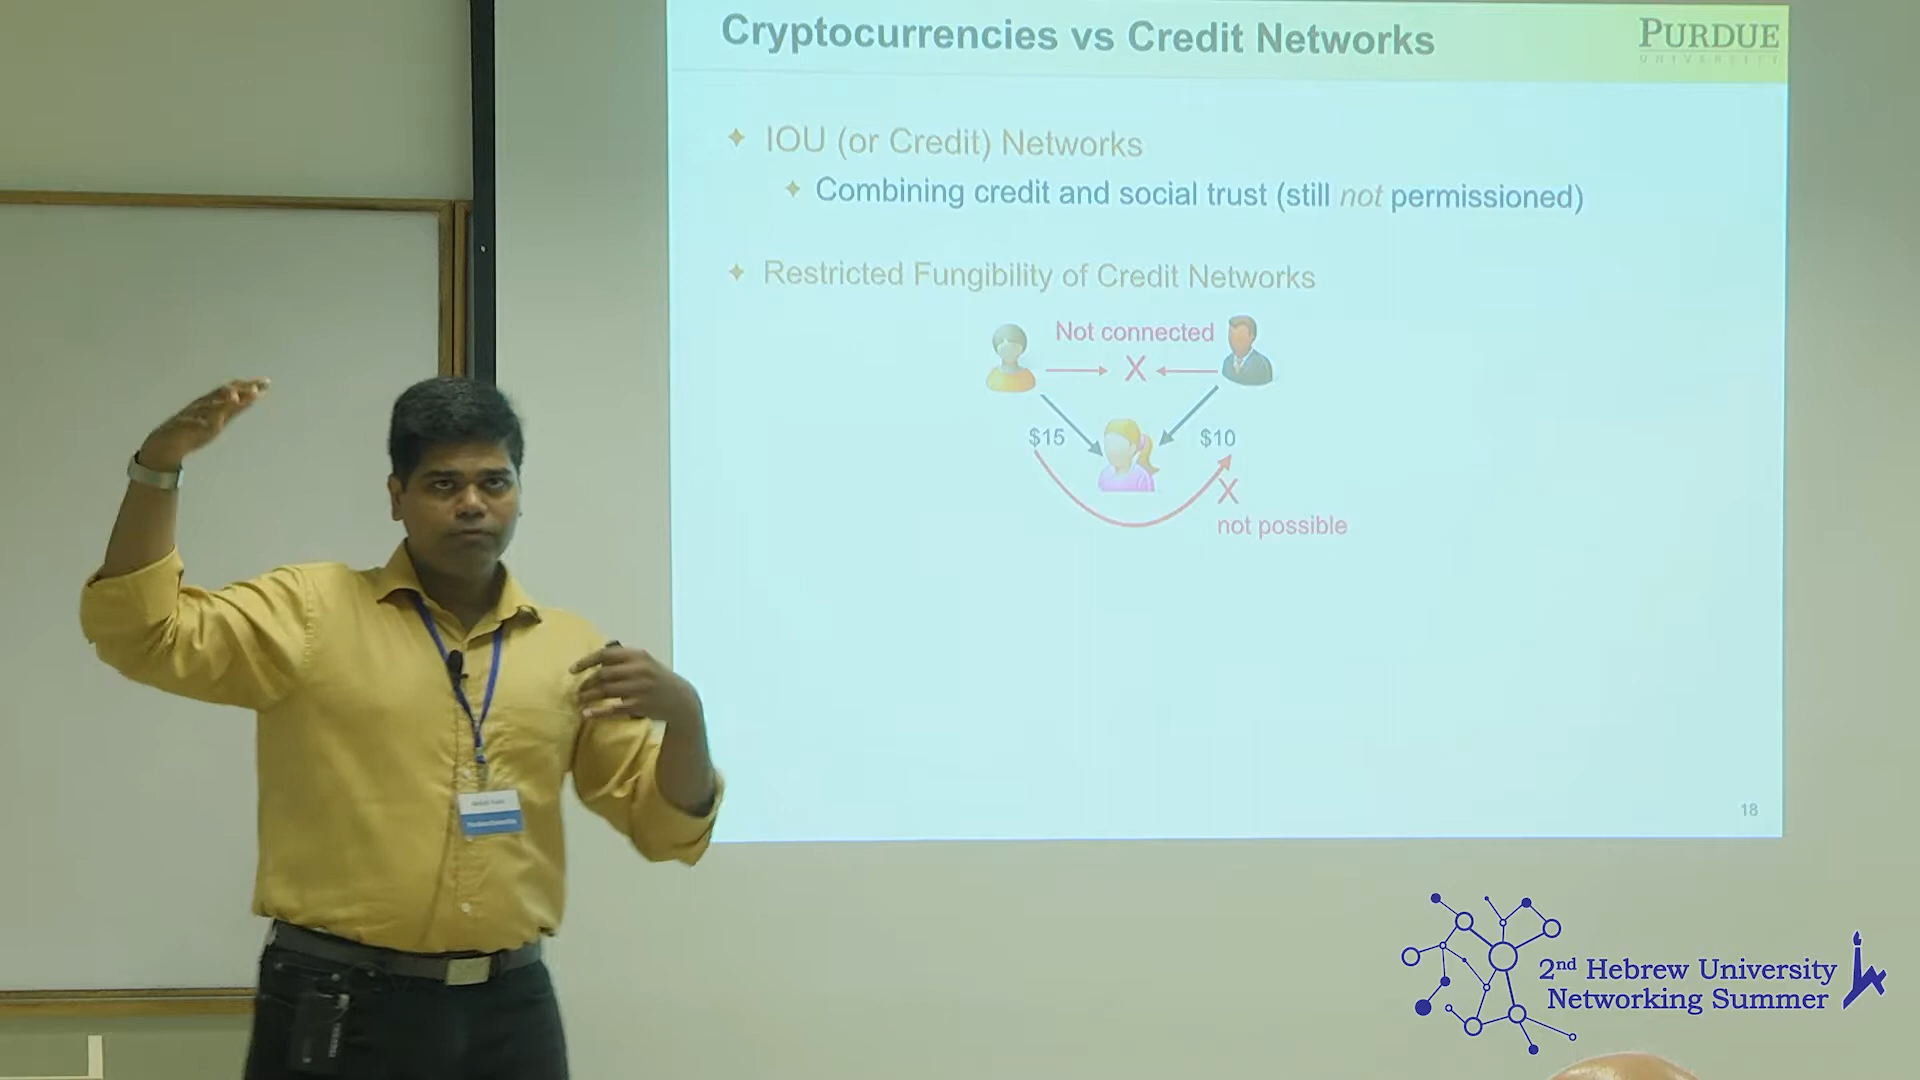 Cryptocurrencies vs Credit Networks
PURDUE
UNIVERSITY
IOU (or Credit) Networks
Combining credit and social trust (still not permissioned)
Restricted Fungibility of Credit Networks
Not connected
X
$15
$10
X
not possible
18
2nd Hebrew University
Networking Summer